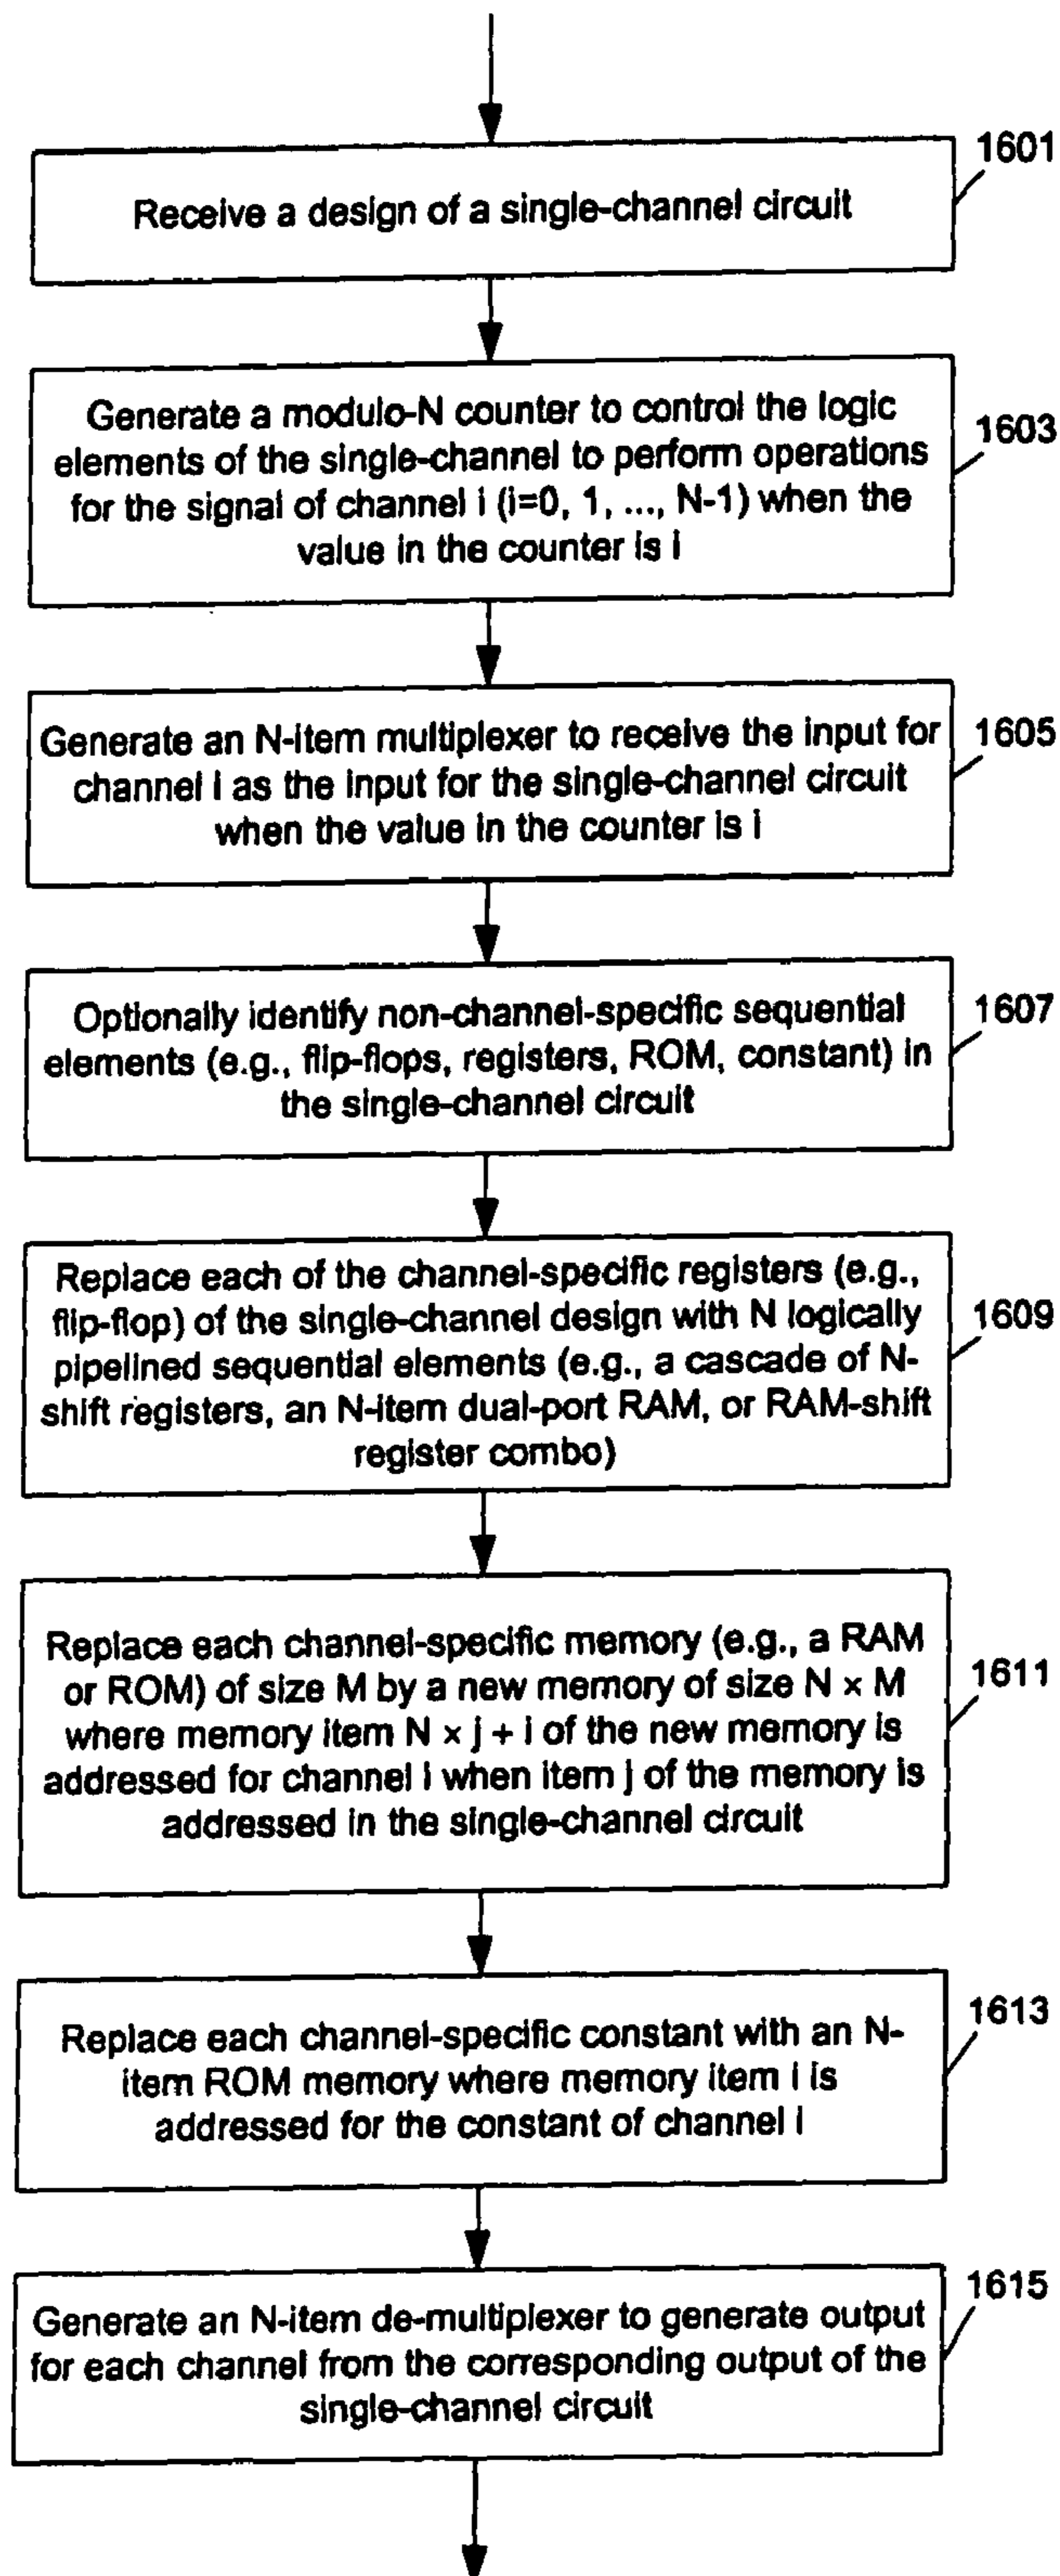 1601
Receive a design of a single-channel circuit
1603
Generate a modulo-N counter to control the logic
elements of the single-channel to perform operations
for the signal of channel i (i=0, 1, ..., N-1) when the
value in the counter is i
1605
Generate an N-item multiplexer to receive the input for
channel i as the input for the single-channel circuit
when the value in the counter is i
1607
Optionally identify non-channel-specific sequential
elements (e.g., flip-flops, registers, ROM, constant) in
the single-channel circuit
1609
Replace each of the channel-specific registers (e.g.,
flip-flop) of the single-channel design with N logically
pipelined sequential elements (e.g., a cascade of N-
shift registers, an N-item dual-port RAM, or RAM-shift
register combo)
1611
Replace each channel-specific memory (e.g., a RAM
or ROM) of size M by a new memory of size N × M
where memory item N × j + i of the new memory is
addressed for channel i when item j of the memory is
addressed in the single-channel circuit
1613
Replace each channel-specific constant with an N-
item ROM memory where memory item i is
addressed for the constant of channel i
1615
Generate an N-item de-multiplexer to generate output
for each channel from the corresponding output of the
single-channel circuit